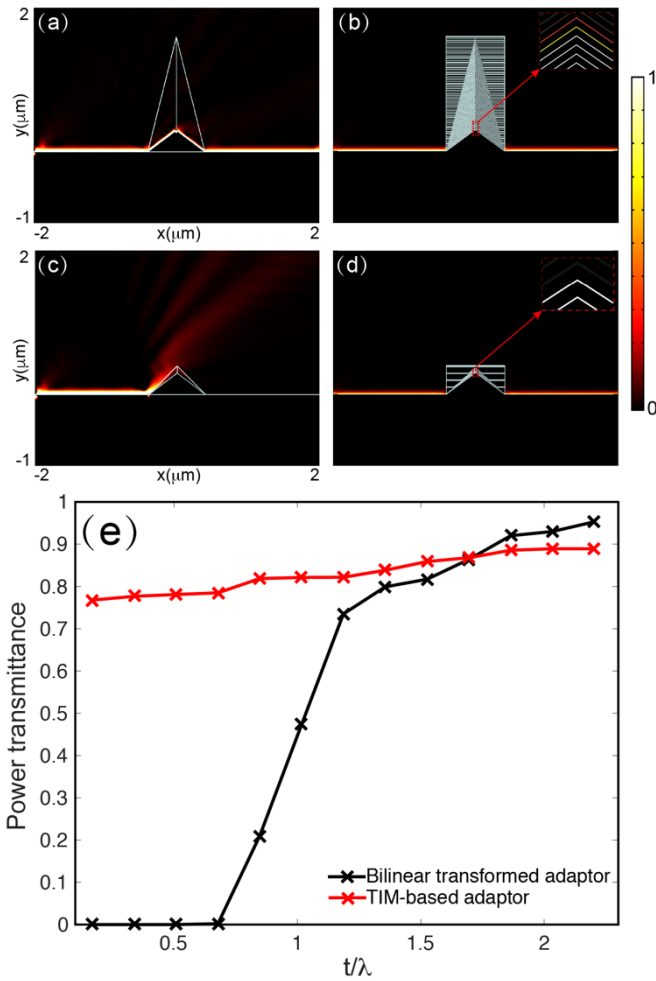 (a)
(b)
2
y(μm)
-1
-2
x(μm)
2
1
(c)
(d)
2
y(μm)
-1
-2
x(μm)
2
0
(e)
Power transmittance
1
0.9
0.8
0.7
0.6
0.5
0.4
0.3
0.2
0.1
0
0.5
1
1.5
2
t/λ
Bilinear transformed adaptor
TIM-based adaptor